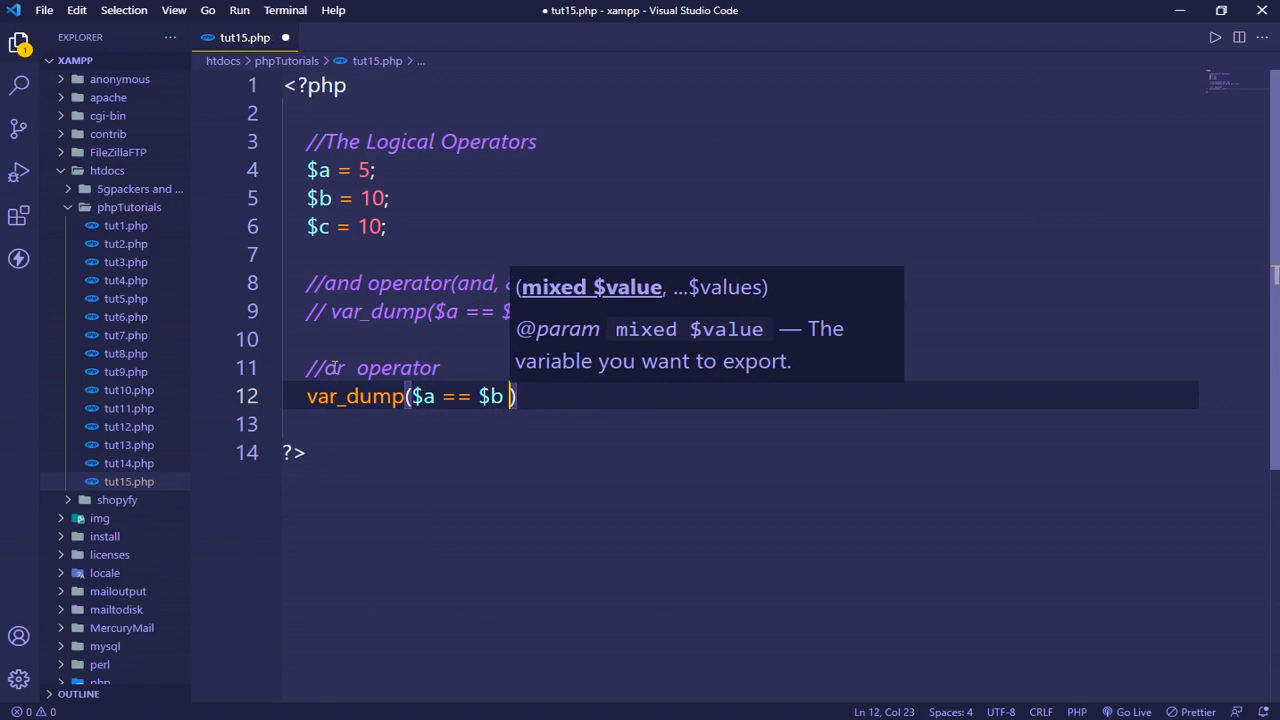 File Edit Selection View Go Run Terminal Help
● tut15.php - xampp - Visual Studio Code
EXPLORER
tut15.php
1
XAMPP
htdocs > phpTutorials > tut15.php > ...
anonymous
apache
cgi-bin
contrib
FileZillaFTP
htdocs
5gpackers and ...
phpTutorials
tut1.php
tut2.php
tut3.php
tut4.php
tut5.php
tut6.php
tut7.php
tut8.php
tut9.php
tut10.php
tut11.php
tut12.php
tut13.php
tut14.php
tut15.php
shopyfy
img
install
licenses
locale
mailoutput
mailtodisk
MercuryMail
mysql
perl
php
OUTLINE
1 <?php
2
3 //The Logical Operators
4 $a = 5;
5 $b = 10;
6 $c = 10;
7
8 //and operator(and,
9 // var_dump($a == $
10
11 //or operator
12 var_dump($a == $b )
13
14 ?>
(mixed $value, ...$values)
@param mixed $value — The
variable you want to export.
0 0 Ln 12, Col 23 Spaces: 4 UTF-8 CRLF PHP Go Live Prettier